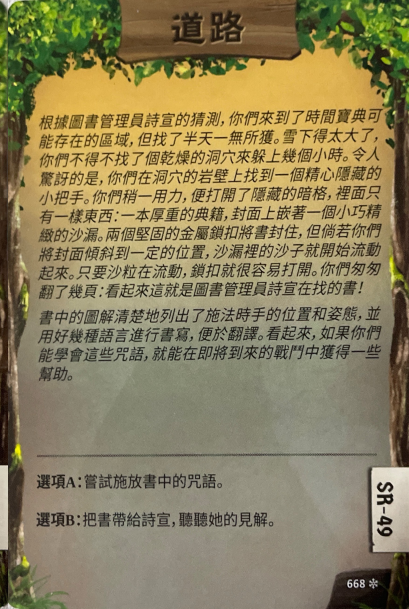 道路
根據圖書管理員詩宣的猜測,你們來到了時間寶典可
能存在的區域,但找了半天一無所獲。雪下得太大了,
你們不得不找了個乾燥的洞穴來躲上幾個小時。令人
驚訝的是,你們在洞穴的岩壁上找到一個精心隱藏的
小把手。你們稍一用力,便打開了隱藏的暗格,裡面只
有一樣東西:一本厚重的典籍,封面上嵌著一個小巧精
緻的沙漏。兩個堅固的金屬鎖扣將書封住,但倘若你們
將封面傾斜到一定的位置,沙漏裡的沙子就開始流動
起來。只要沙粒在流動,鎖扣就很容易打開。你們匆匆
翻了幾頁:看起來這就是圖書管理員詩宣在找的書!
書中的圖解清楚地列出了施法時手的位置和姿態,並
用好幾種語言進行書寫,便於翻譯。看起來,如果你們
能學會這些咒語,就能在即將到來的戰鬥中獲得一些
幫助。
選項A:嘗試施放書中的咒語。
選項B:把書帶給詩宣,聽聽她的見解。
SR-49
668 ✼